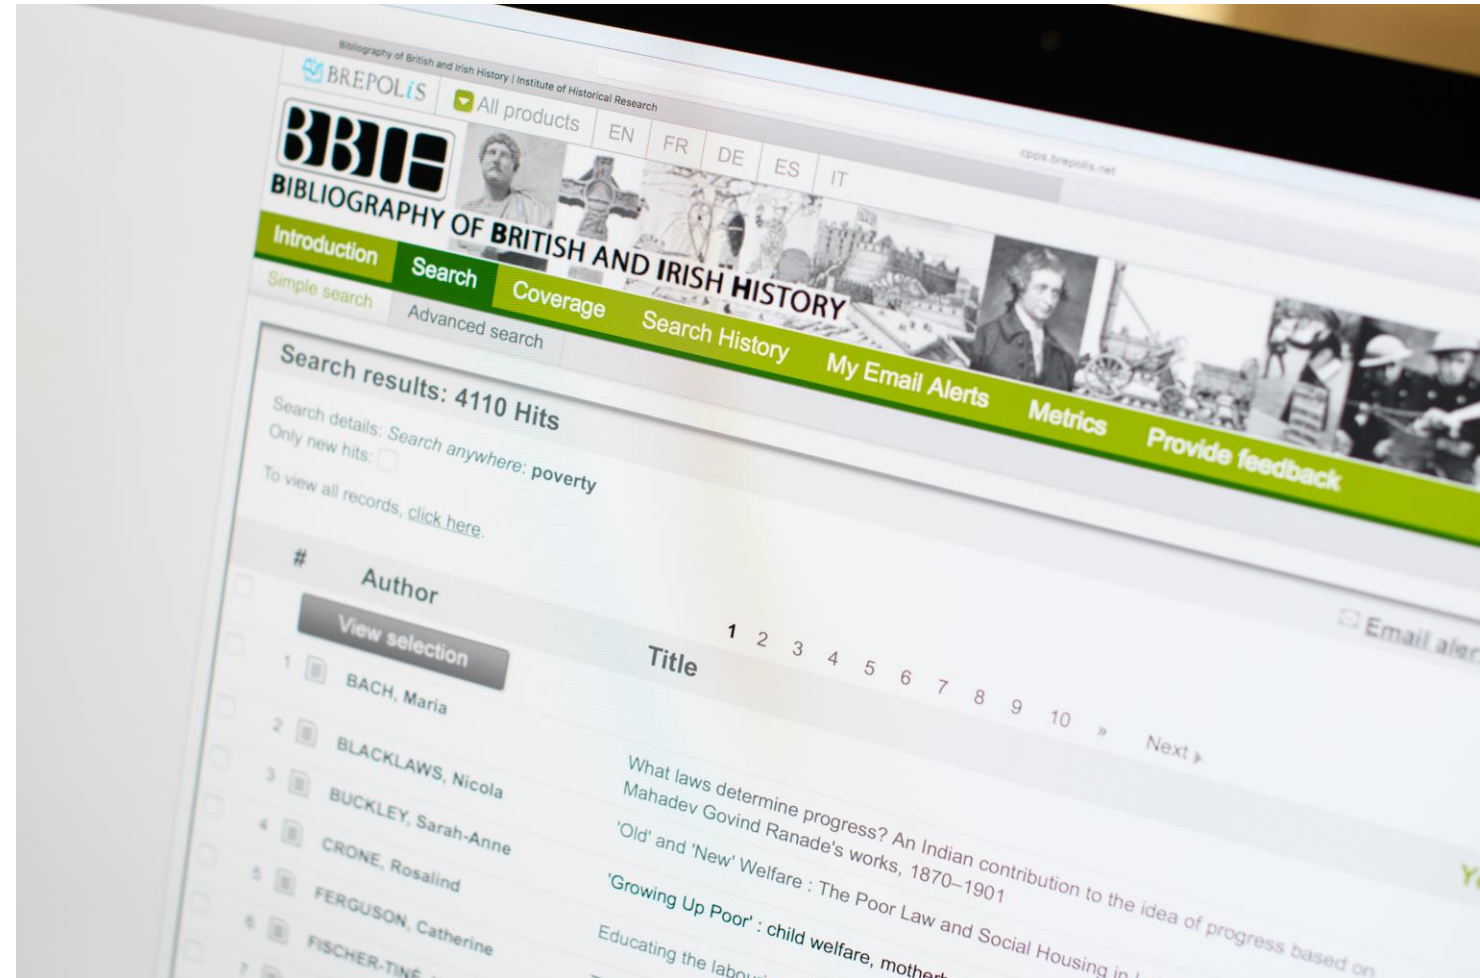 Bibliography of British and Irish History | Institute of Historical Research
cpps.brepolis.net
BREPOLiS
All products EN FR DE ES IT
BBIH
BIBLIOGRAPHY OF BRITISH AND IRISH HISTORY
Introduction Search Coverage Search History My Email Alerts Metrics Provide feedback
Simple search Advanced search
Search results: 4110 Hits
Search details: Search anywhere: poverty
Only new hits:
To view all records, click here.
Email aler
1 2 3 4 5 6 7 8 9 10 » Next
# Author Title
View selection
1 BACH, Maria What laws determine progress? An Indian contribution to the idea of progress based on
Mahadev Govind Ranade's works, 1870–1901
2 BLACKLAWS, Nicola 'Old' and 'New' Welfare : The Poor Law and Social Housing in
3 BUCKLEY, Sarah-Anne 'Growing Up Poor' : child welfare, motherh
4 CRONE, Rosalind Educating the labou
5 FERGUSON, Catherine
6 FISCHER-TINÉ,
7